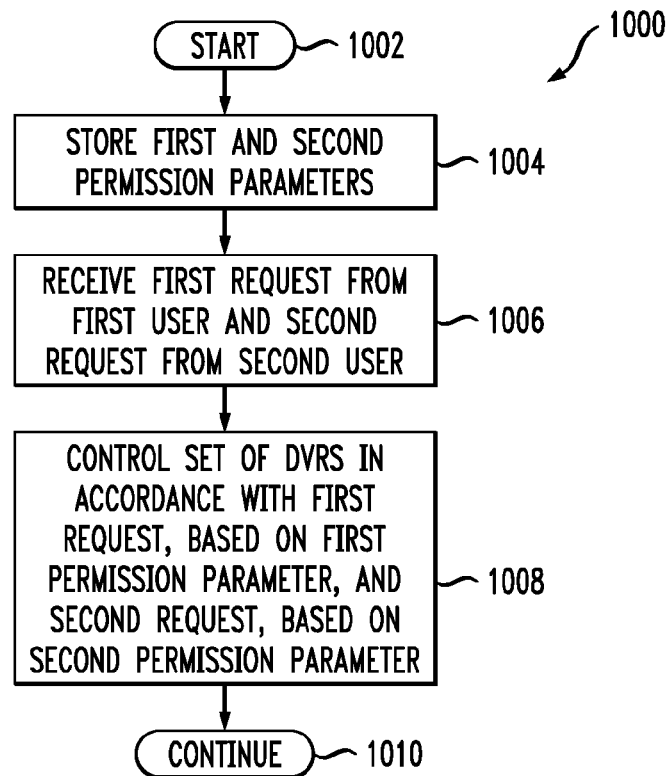 1000
START
1002
STORE FIRST AND SECOND
PERMISSION PARAMETERS
1004
RECEIVE FIRST REQUEST FROM
FIRST USER AND SECOND
REQUEST FROM SECOND USER
1006
CONTROL SET OF DVRS IN
ACCORDANCE WITH FIRST
REQUEST, BASED ON FIRST
PERMISSION PARAMETER, AND
SECOND REQUEST, BASED ON
SECOND PERMISSION PARAMETER
1008
CONTINUE
1010